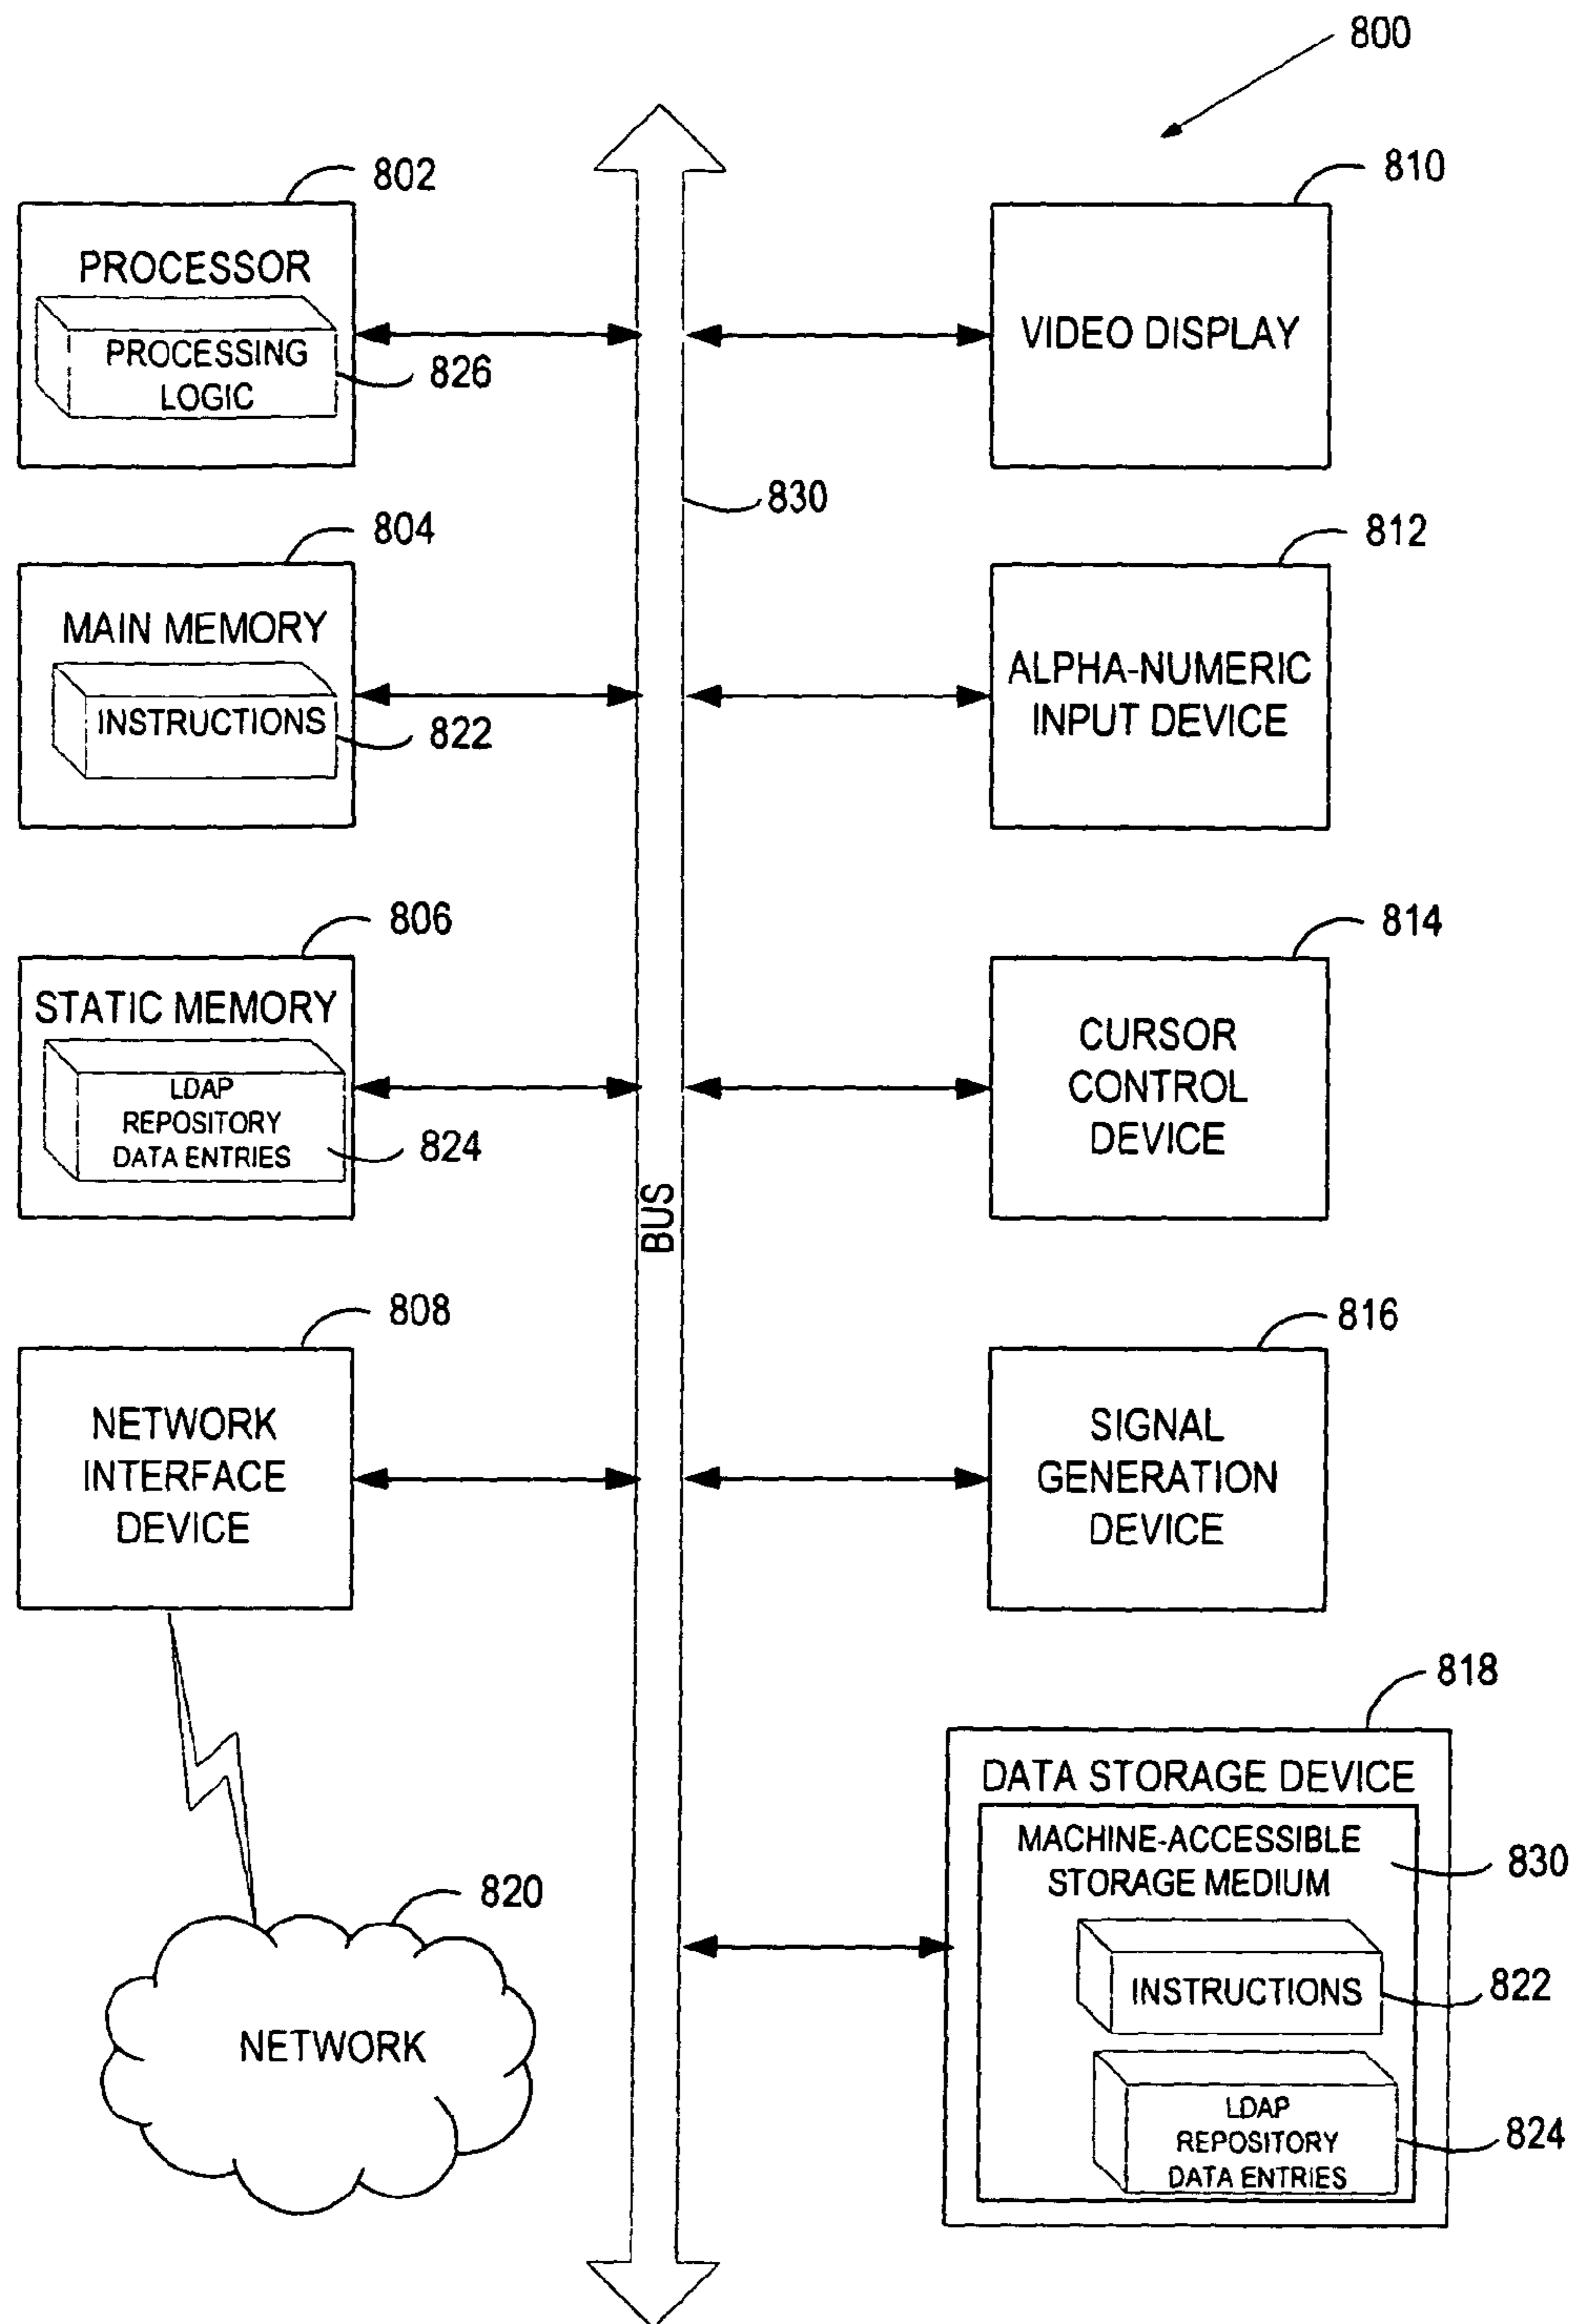 800
802
PROCESSOR
PROCESSING
LOGIC
826
810
VIDEO DISPLAY
830
804
MAIN MEMORY
INSTRUCTIONS
822
812
ALPHA-NUMERIC
INPUT DEVICE
806
STATIC MEMORY
LDAP
REPOSITORY
DATA ENTRIES
824
814
CURSOR
CONTROL
DEVICE
BUS
808
NETWORK
INTERFACE
DEVICE
816
SIGNAL
GENERATION
DEVICE
820
NETWORK
818
DATA STORAGE DEVICE
MACHINE-ACCESSIBLE
STORAGE MEDIUM
830
INSTRUCTIONS
822
LDAP
REPOSITORY
DATA ENTRIES
824